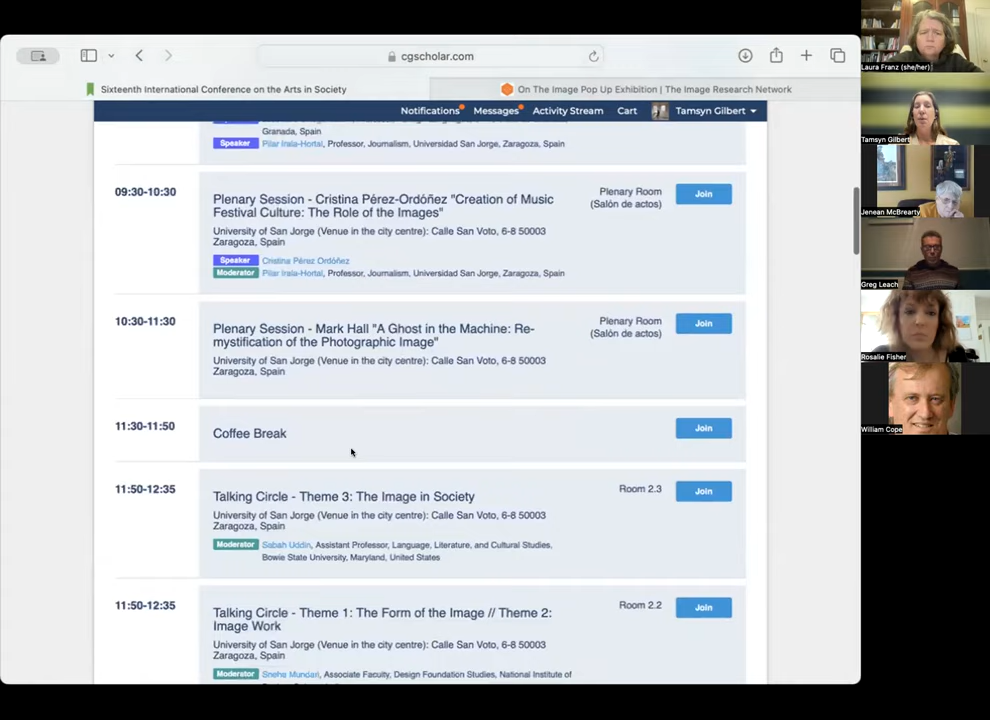 cgscholar.com
Sixteenth International Conference on the Arts in Society
On The Image Pop Up Exhibition | The Image Research Network
Notifications Messages Activity Stream Cart Tamsyn Gilbert
Granada, Spain
Speaker Pilar Irala-Hortal, Professor, Journalism, Universidad San Jorge, Zaragoza, Spain
09:30-10:30
Plenary Session - Cristina Pérez-Ordóñez "Creation of Music
Festival Culture: The Role of the Images"
Plenary Room
(Salón de actos)
Join
University of San Jorge (Venue in the city centre): Calle San Voto, 6-8 50003
Zaragoza, Spain
Speaker Cristina Pérez Ordóñez
Moderator Pilar Irala-Hortal, Professor, Journalism, Universidad San Jorge, Zaragoza, Spain
10:30-11:30
Plenary Session - Mark Hall "A Ghost in the Machine: Re-
mystification of the Photographic Image"
Plenary Room
(Salón de actos)
Join
University of San Jorge (Venue in the city centre): Calle San Voto, 6-8 50003
Zaragoza, Spain
11:30-11:50
Coffee Break
Join
11:50-12:35
Talking Circle - Theme 3: The Image in Society
Room 2.3
Join
University of San Jorge (Venue in the city centre): Calle San Voto, 6-8 50003
Zaragoza, Spain
Moderator Sabah Uddin, Assistant Professor, Language, Literature, and Cultural Studies,
Bowie State University, Maryland, United States
11:50-12:35
Talking Circle - Theme 1: The Form of the Image // Theme 2:
Image Work
Room 2.2
Join
University of San Jorge (Venue in the city centre): Calle San Voto, 6-8 50003
Zaragoza, Spain
Moderator Sneha Mundari, Associate Faculty, Design Foundation Studies, National Institute of
Laura Franz (she/her)
Tamsyn Gilbert
Jenean McBrearty
Greg Leach
Rosalie Fisher
William Cope